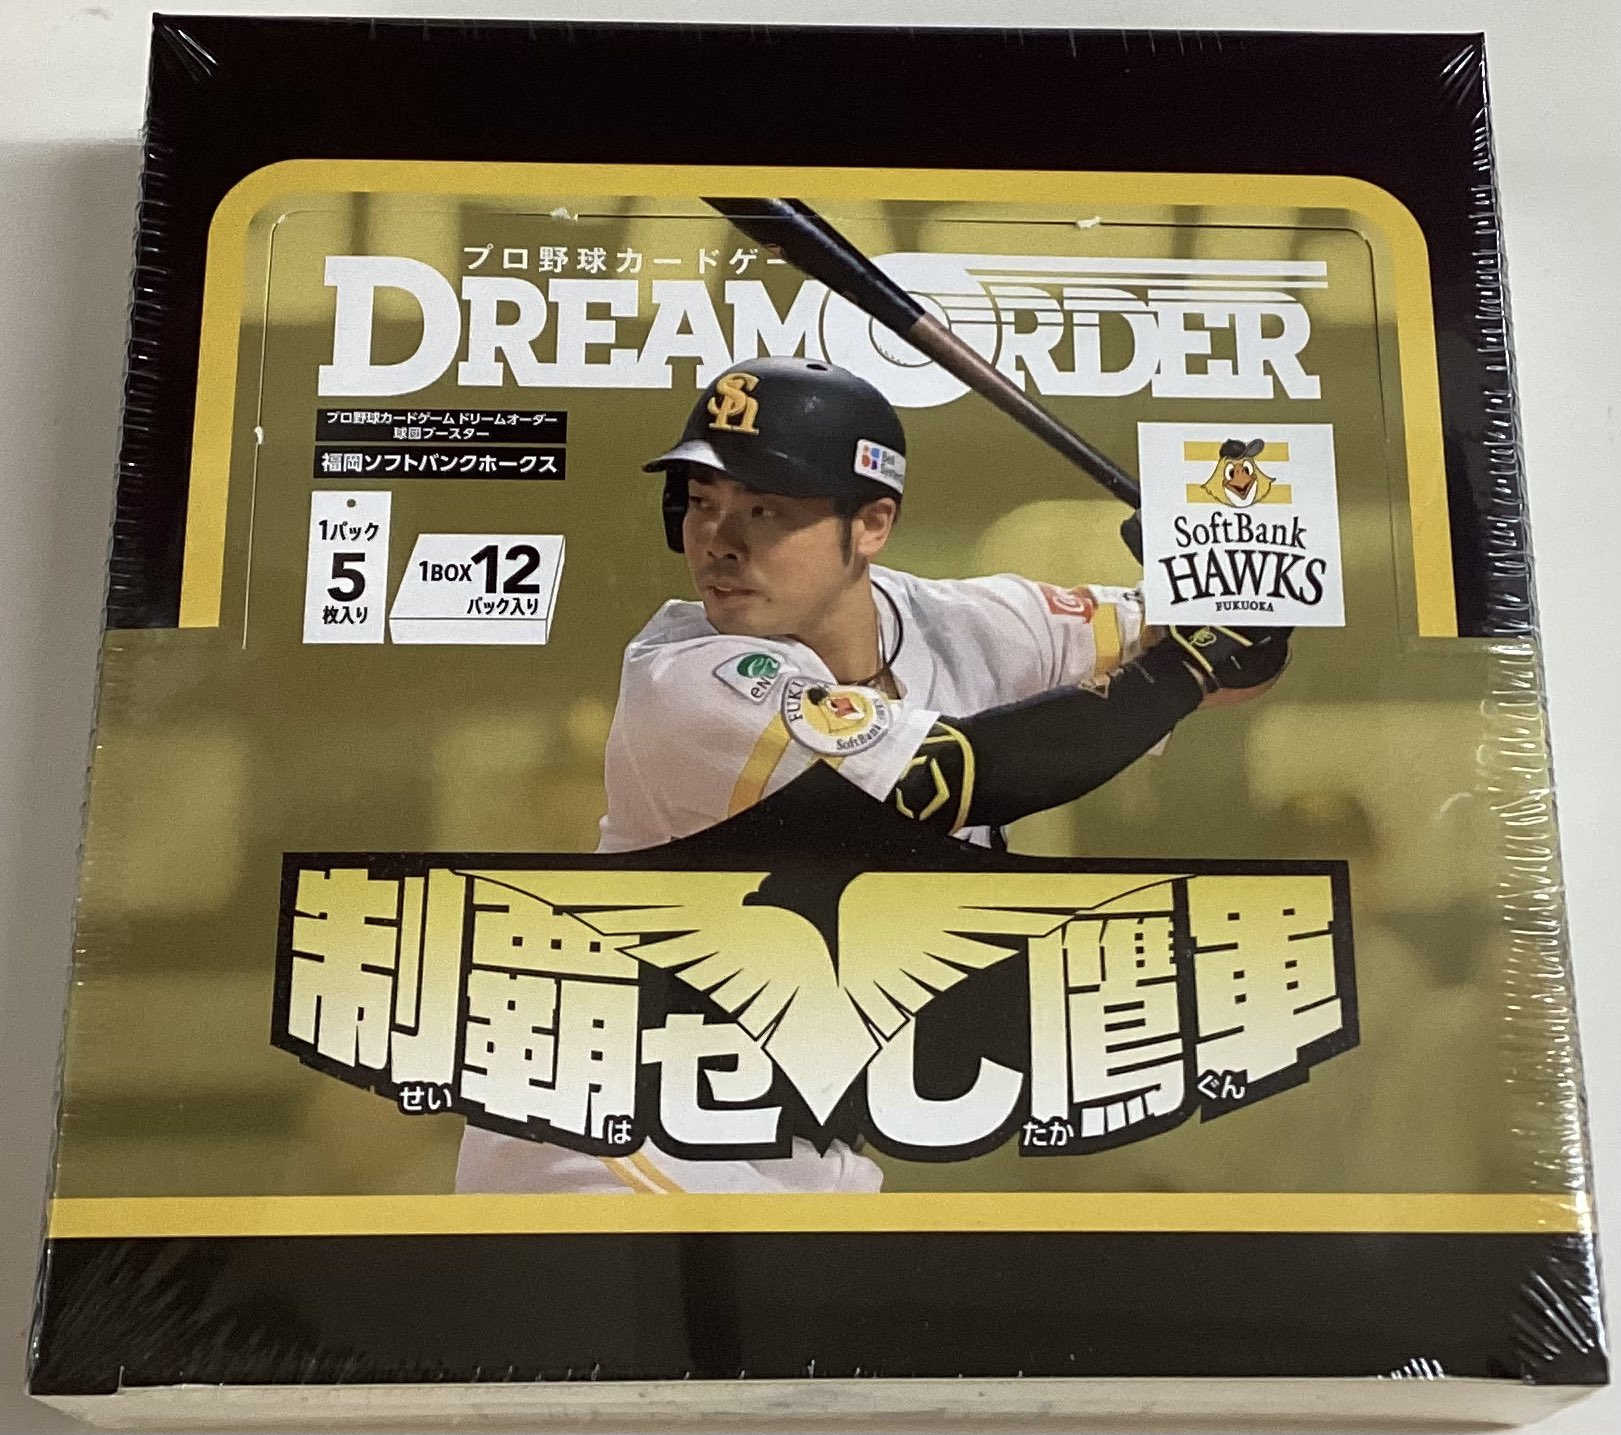 プロ野球カードゲー
DREAM ORDER
プロ野球カードゲーム ドリームオーダー
球団ブースター
福岡ソフトバンクホークス
1パック
5
枚入り
1BOX12
パック入り
Sh
SoftBank
HAWKS
FUKUOKA
SoftBank
制覇せし鷹軍
せい は たか ぐん